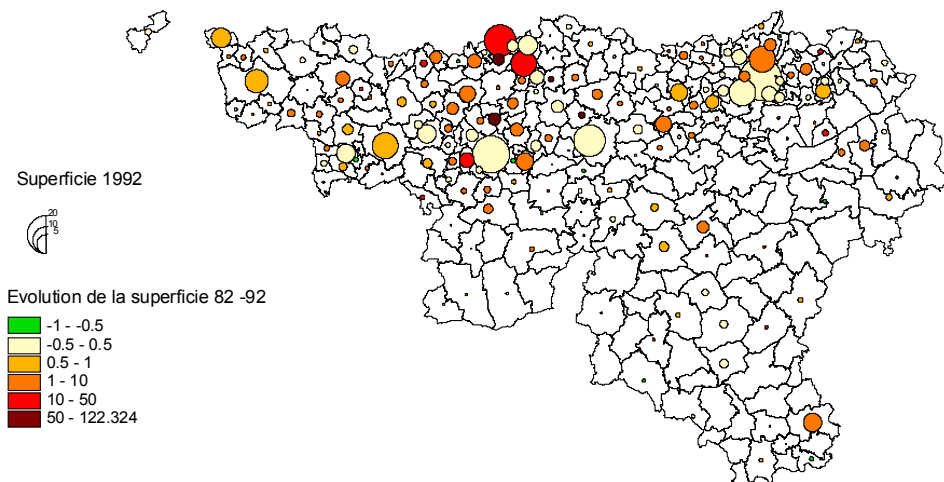 Superficie 1992
20
10
5
Evolution de la superficie 82 -92
-1 - -0.5
-0.5 - 0.5
0.5 - 1
1 - 10
10 - 50
50 - 122.324